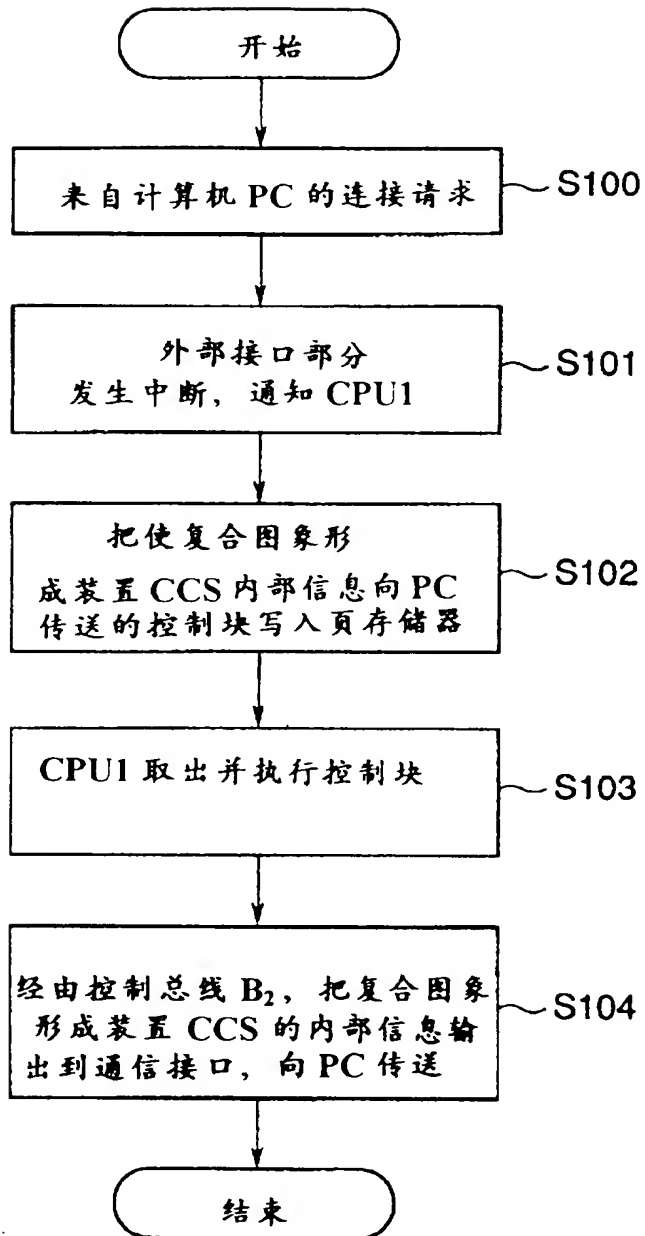 开始
来自计算机 PC 的连接请求
S100
外部接口部分
发生中断, 通知 CPU1
S101
把使复合图象形
成装置 CCS 内部信息向 PC
传送的控制块写入页存储器
S102
CPU1 取出并执行控制块
S103
经由控制总线 B₂, 把复合图象
形成装置 CCS 的内部信息输
出到通信接口, 向 PC 传送
S104
结束